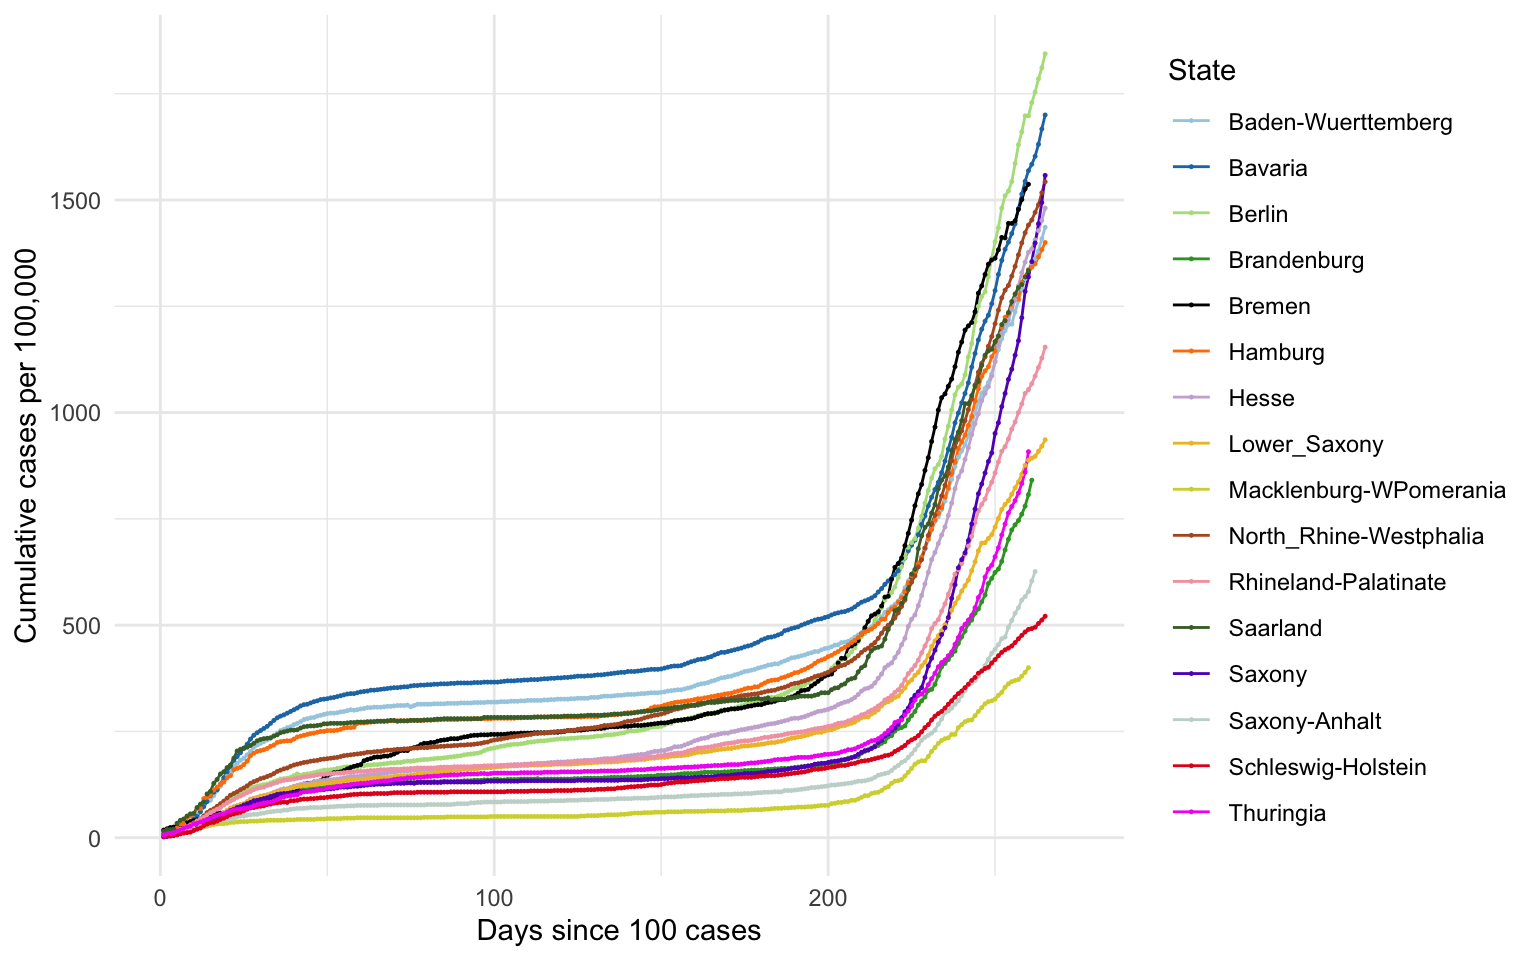 Cumulative cases per 100,000
1500
1000
500
0
0
100
200
Days since 100 cases
State
Baden-Wuerttemberg
Bavaria
Berlin
Brandenburg
Bremen
Hamburg
Hesse
Lower_Saxony
Macklenburg-WPomerania
North_Rhine-Westphalia
Rhineland-Palatinate
Saarland
Saxony
Saxony-Anhalt
Schleswig-Holstein
Thuringia